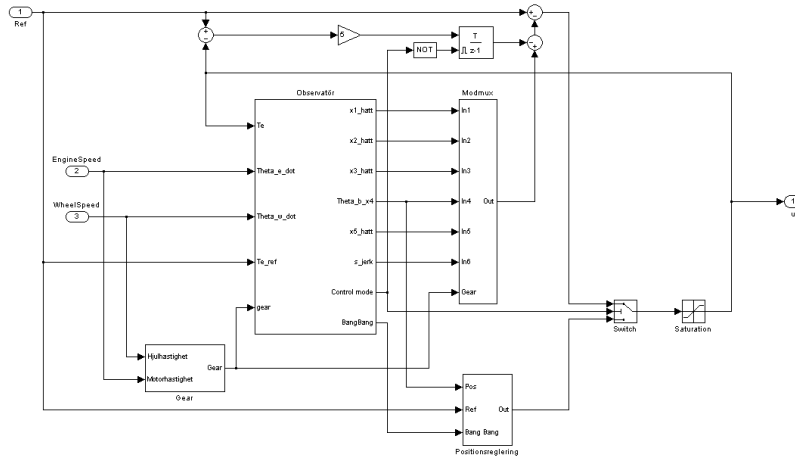 1
Ref
+
-
+
-
5
T
z-1
NOT
-
+
Observatör
Modmux
x1_hatt
In1
Te
x2_hatt
In2
EngineSpeed
2
Theta_e_dot
x3_hatt
In3
Theta_b_x4
In4
Out
1
u
WheelSpeed
3
Theta_w_dot
x5_hatt
In5
Te_ref
s_jerk
In6
Control mode
Gear
gear
BangBang
Switch
Saturation
Hjulhastighet
Gear
Motorhastighet
Gear
Pos
Ref
Out
Bang Bang
Positionsreglering